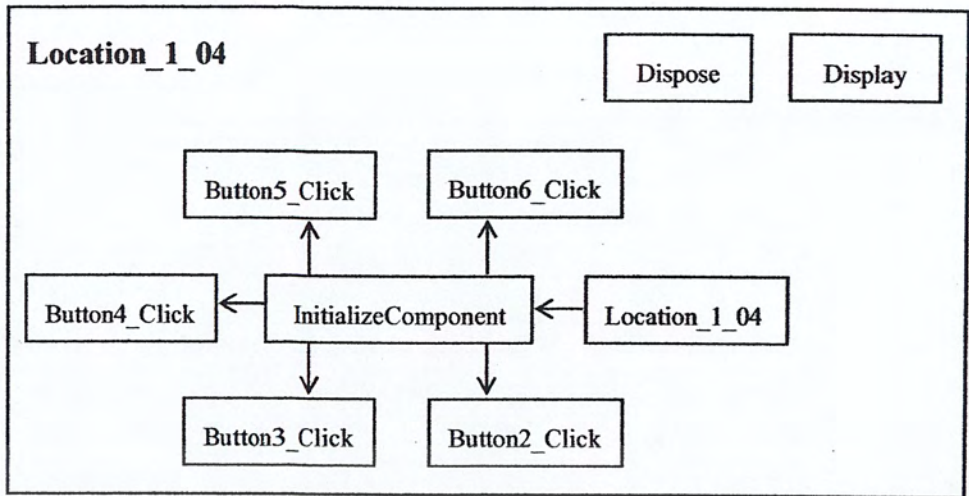 Location_1_04
Dispose
Display
Button5_Click
Button6_Click
Button4_Click
InitializeComponent
Location_1_04
Button3_Click
Button2_Click